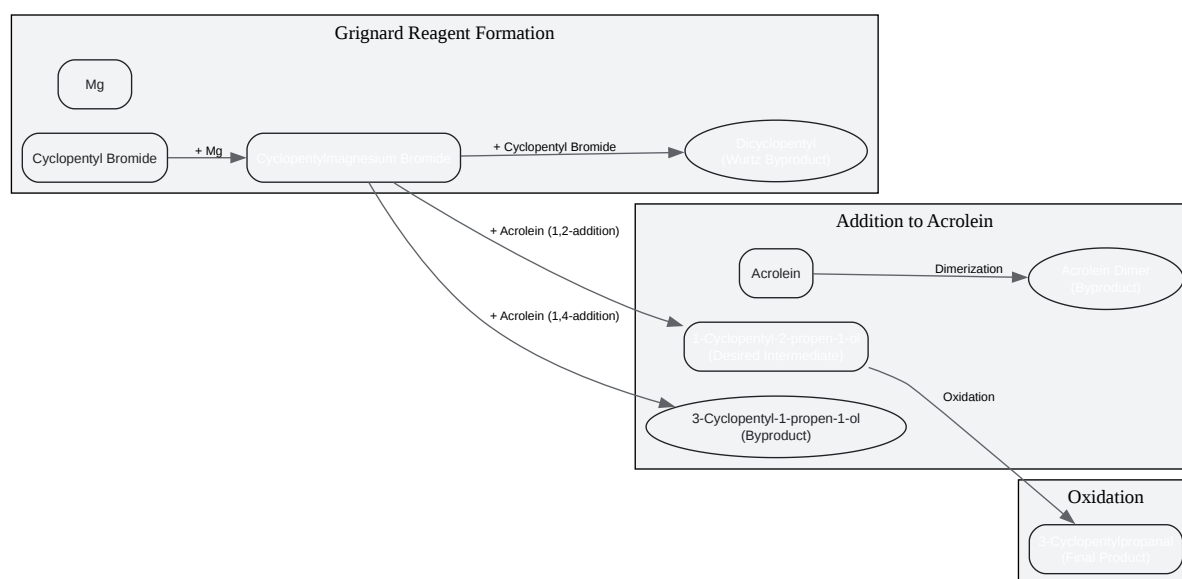 Grignard Reagent Formation
Mg
Cyclopentyl Bromide
+ Mg
Cyclopentylmagnesium Bromide
+ Cyclopentyl Bromide
Dicyclopentyl
(Wurtz Byproduct)
+ Acrolein (1,2-addition)
+ Acrolein (1,4-addition)
Addition to Acrolein
Acrolein
Dimerization
Acrolein Dimer
(Byproduct)
1-Cyclopentyl-2-propen-1-ol
(Desired Intermediate)
3-Cyclopentyl-1-propen-1-ol
(Byproduct)
Oxidation
Oxidation
3-Cyclopentylpropanal
(Final Product)